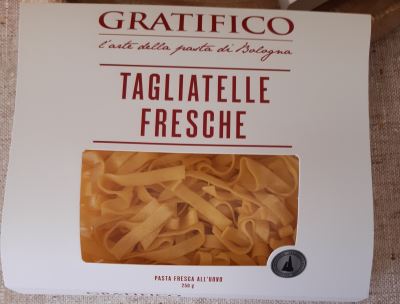 GRATIFICO
l'arte della pasta di Bologna
TAGLIATELLE
FRESCHE
PASTA FRESCA ALL'UOVO
250 g